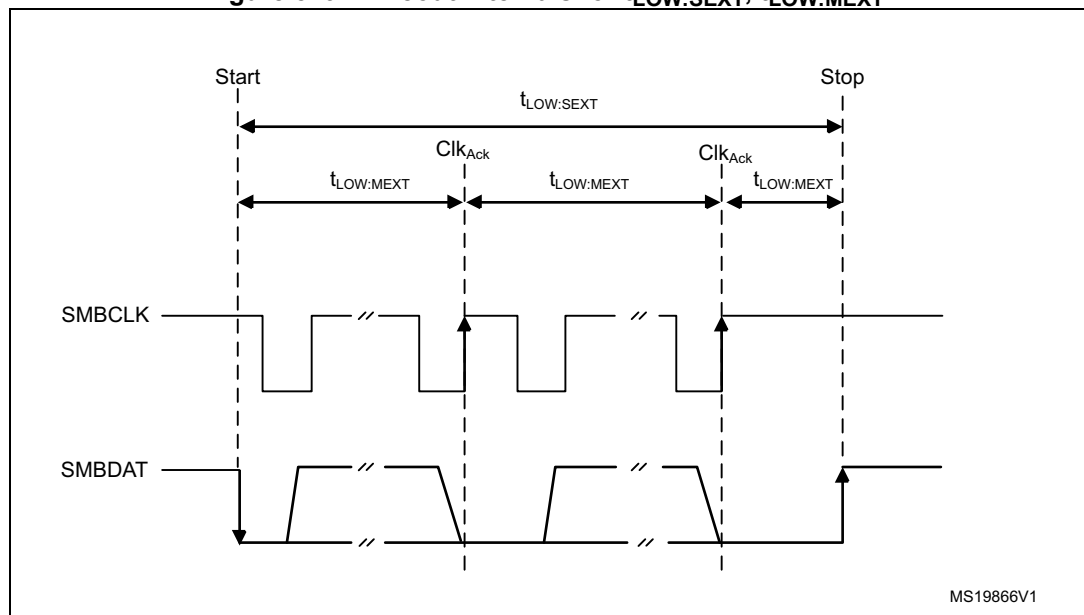 Start Stop
tLOW:SEXT
ClkAck ClkAck
tLOW:MEXT tLOW:MEXT tLOW:MEXT
SMBCLK
SMBDAT
MS19866V1